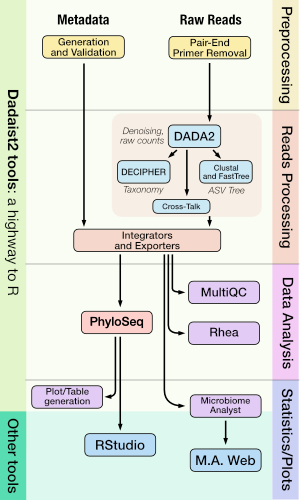 Metadata
Raw Reads
Generation
and Validation
Pair-End
Primer Removal
Preprocessing
Denoising,
raw counts
DADA2
DECIPHER
Clustal
and FastTree
Taxonomy
ASV Tree
Cross-Talk
Reads Processing
Integrators
and Exporters
Dadaist2 tools: a highway to R
MultiQC
PhyloSeq
Rhea
Data Analysis
Plot/Table
generation
Microbiome
Analyst
Statistics/Plots
RStudio
M.A. Web
Other tools